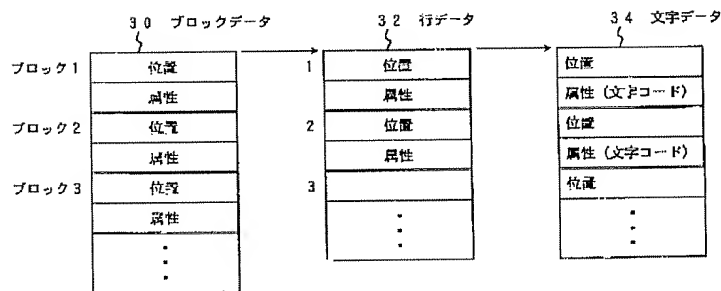 30 ブロックデータ
ブロック1
位置
属性
ブロック2
位置
属性
ブロック3
位置
属性
32 行データ
1
位置
属性
2
位置
属性
3
34 文字データ
位置
属性（文字コード）
位置
属性（文字コード）
位置